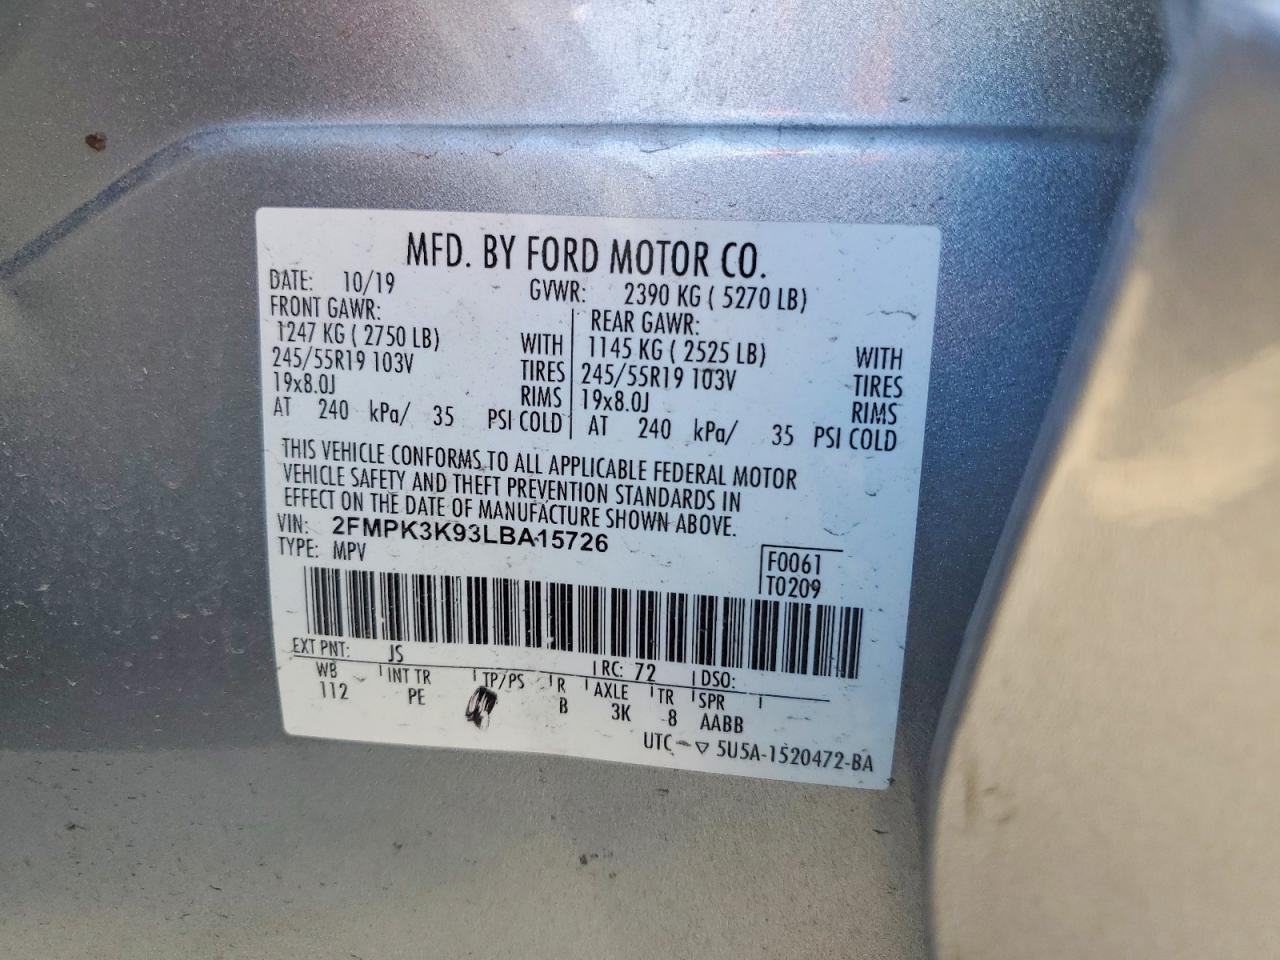 MFD. BY FORD MOTOR CO.
DATE: 10/19 GVWR: 2390 KG ( 5270 LB)
FRONT GAWR: REAR GAWR:
1247 KG ( 2750 LB) WITH 1145 KG ( 2525 LB) WITH
245/55R19 103V TIRES 245/55R19 103V TIRES
19x8.0J RIMS 19x8.0J RIMS
AT 240 kPa/ 35 PSI COLD AT 240 kPa/ 35 PSI COLD
THIS VEHICLE CONFORMS TO ALL APPLICABLE FEDERAL MOTOR
VEHICLE SAFETY AND THEFT PREVENTION STANDARDS IN
EFFECT ON THE DATE OF MANUFACTURE SHOWN ABOVE.
VIN: 2FMPK3K93LBA15726
TYPE: MPV
F0061
T0209
EXT PNT: JS RC: 72 DSO:
WB INT TR TP/PS R AXLE TR SPR
112 PE B 3K 8 AABB
UTC ▽ 5U5A-1520472-BA